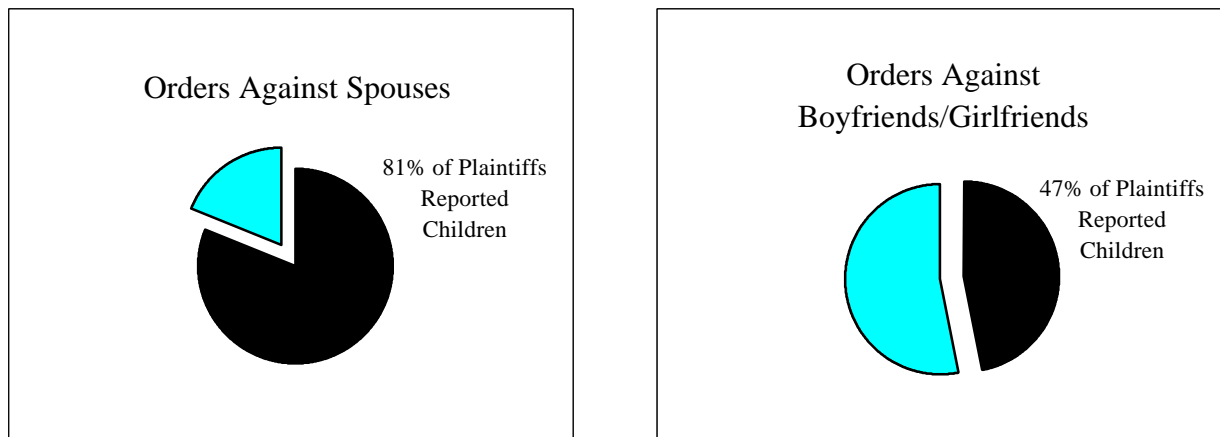 Orders Against Spouses
81% of Plaintiffs
Reported
Children
Orders Against
Boyfriends/Girlfriends
47% of Plaintiffs
Reported
Children